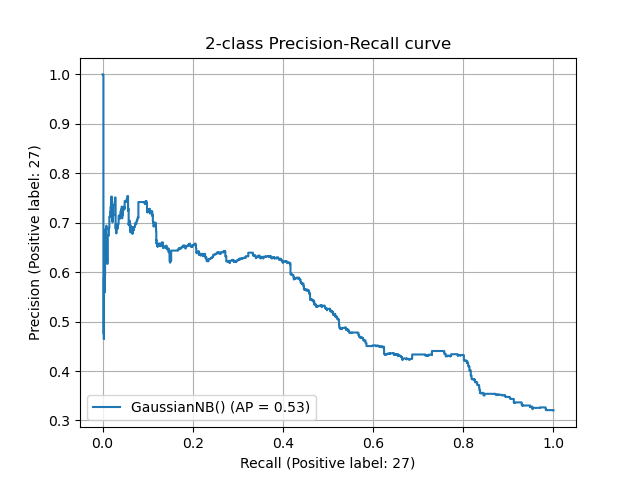 2-class Precision-Recall curve
1.0
0.9
0.8
0.7
0.6
0.5
0.4
0.3
Precision (Positive label: 27)
GaussianNB() (AP = 0.53)
0.0 0.2 0.4 0.6 0.8 1.0
Recall (Positive label: 27)